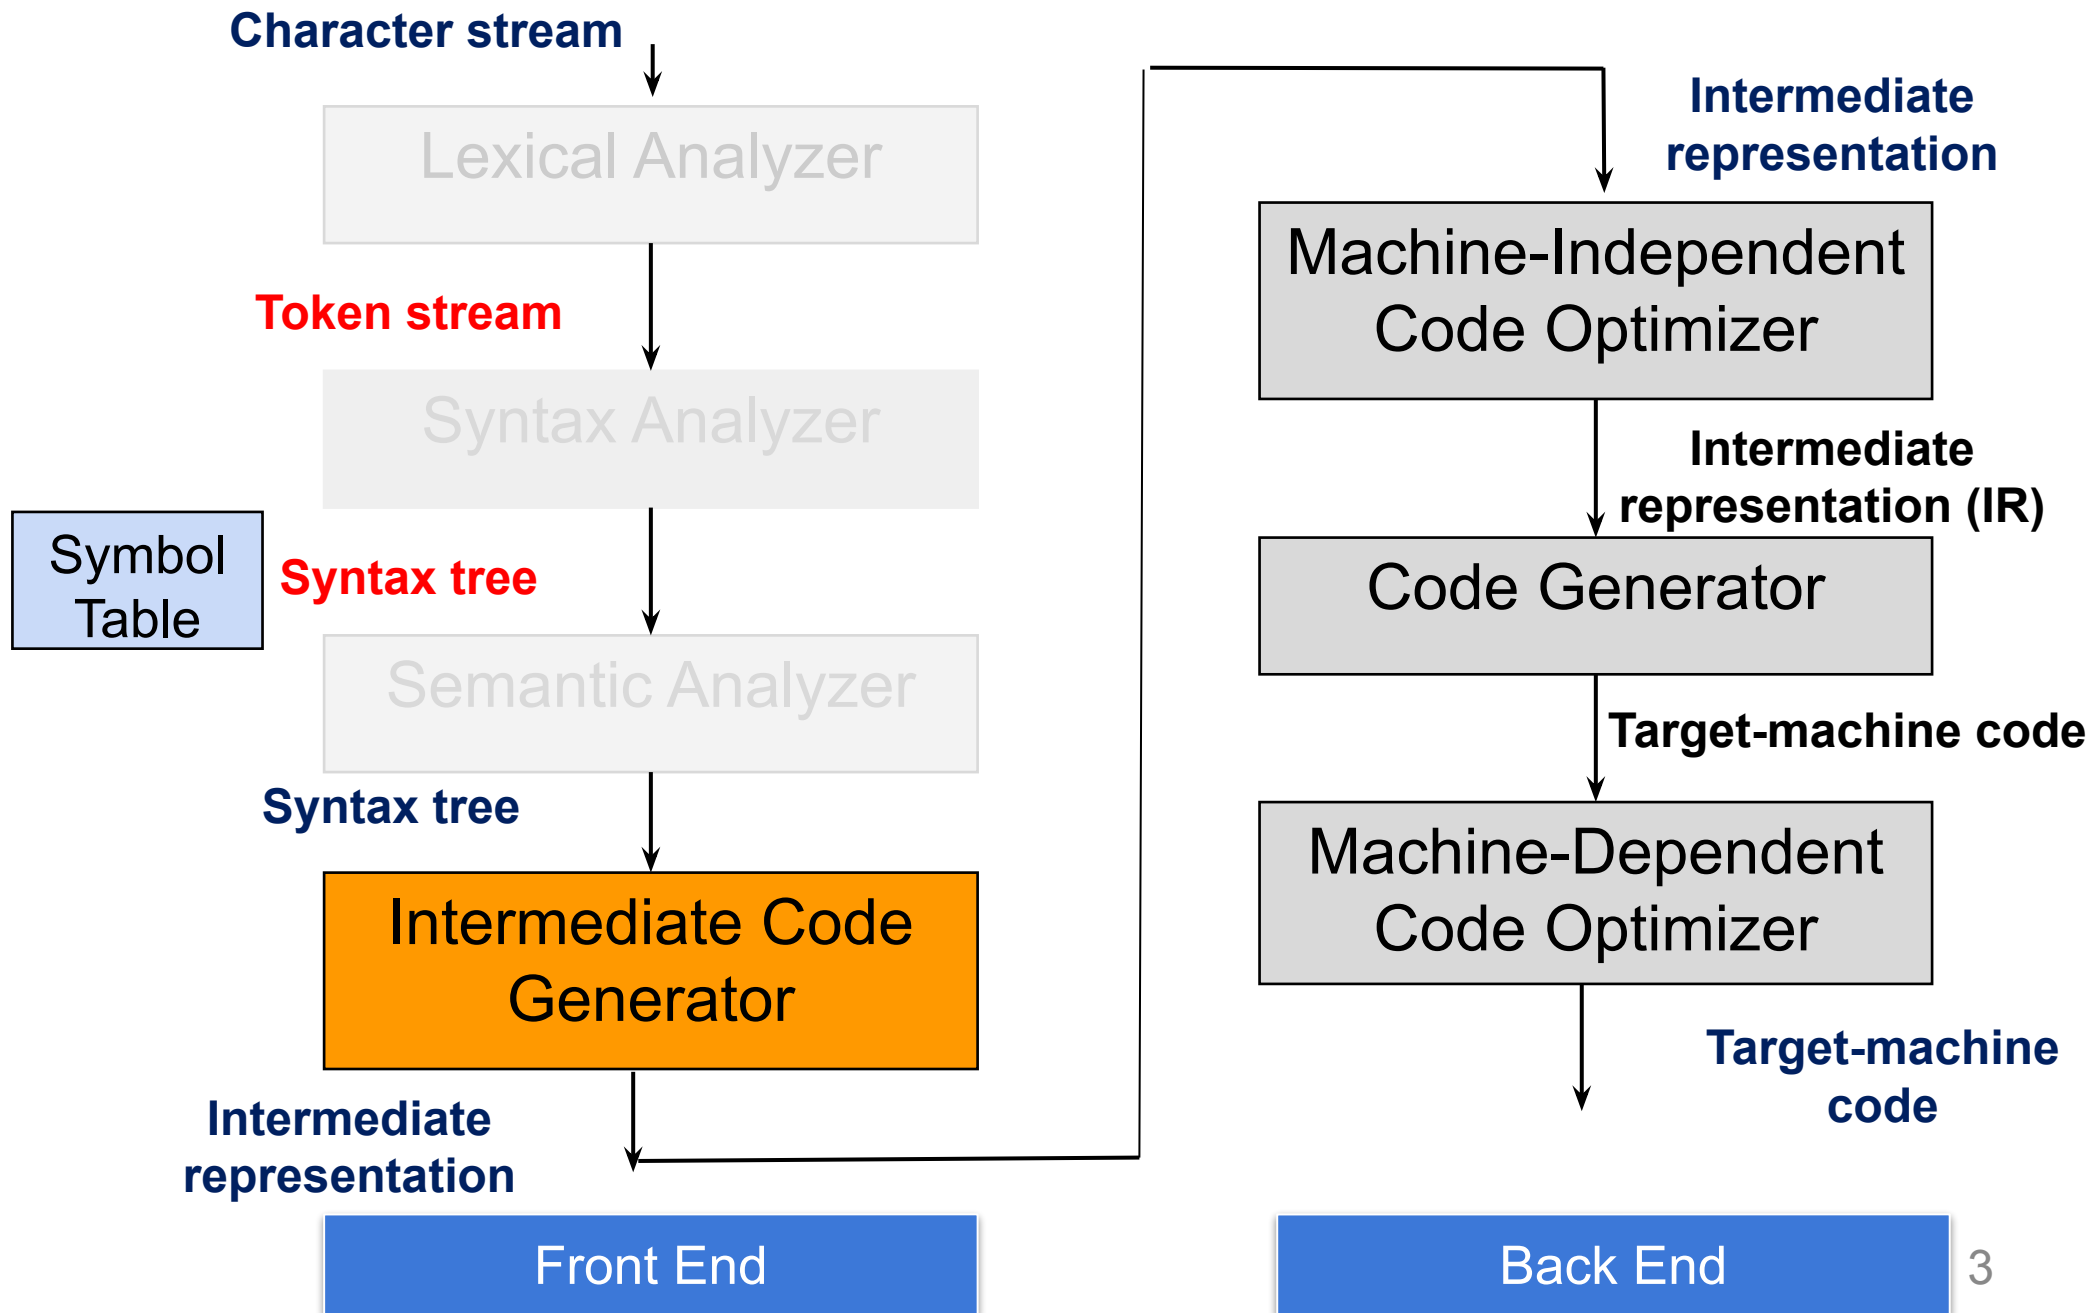 Character stream
Lexical Analyzer
Token stream
Syntax Analyzer
Symbol
Table
Syntax tree
Semantic Analyzer
Syntax tree
Intermediate Code
Generator
Intermediate
representation
Front End
Intermediate
representation
Machine-Independent
Code Optimizer
Intermediate
representation (IR)
Code Generator
Target-machine code
Machine-Dependent
Code Optimizer
Target-machine
code
Back End
3